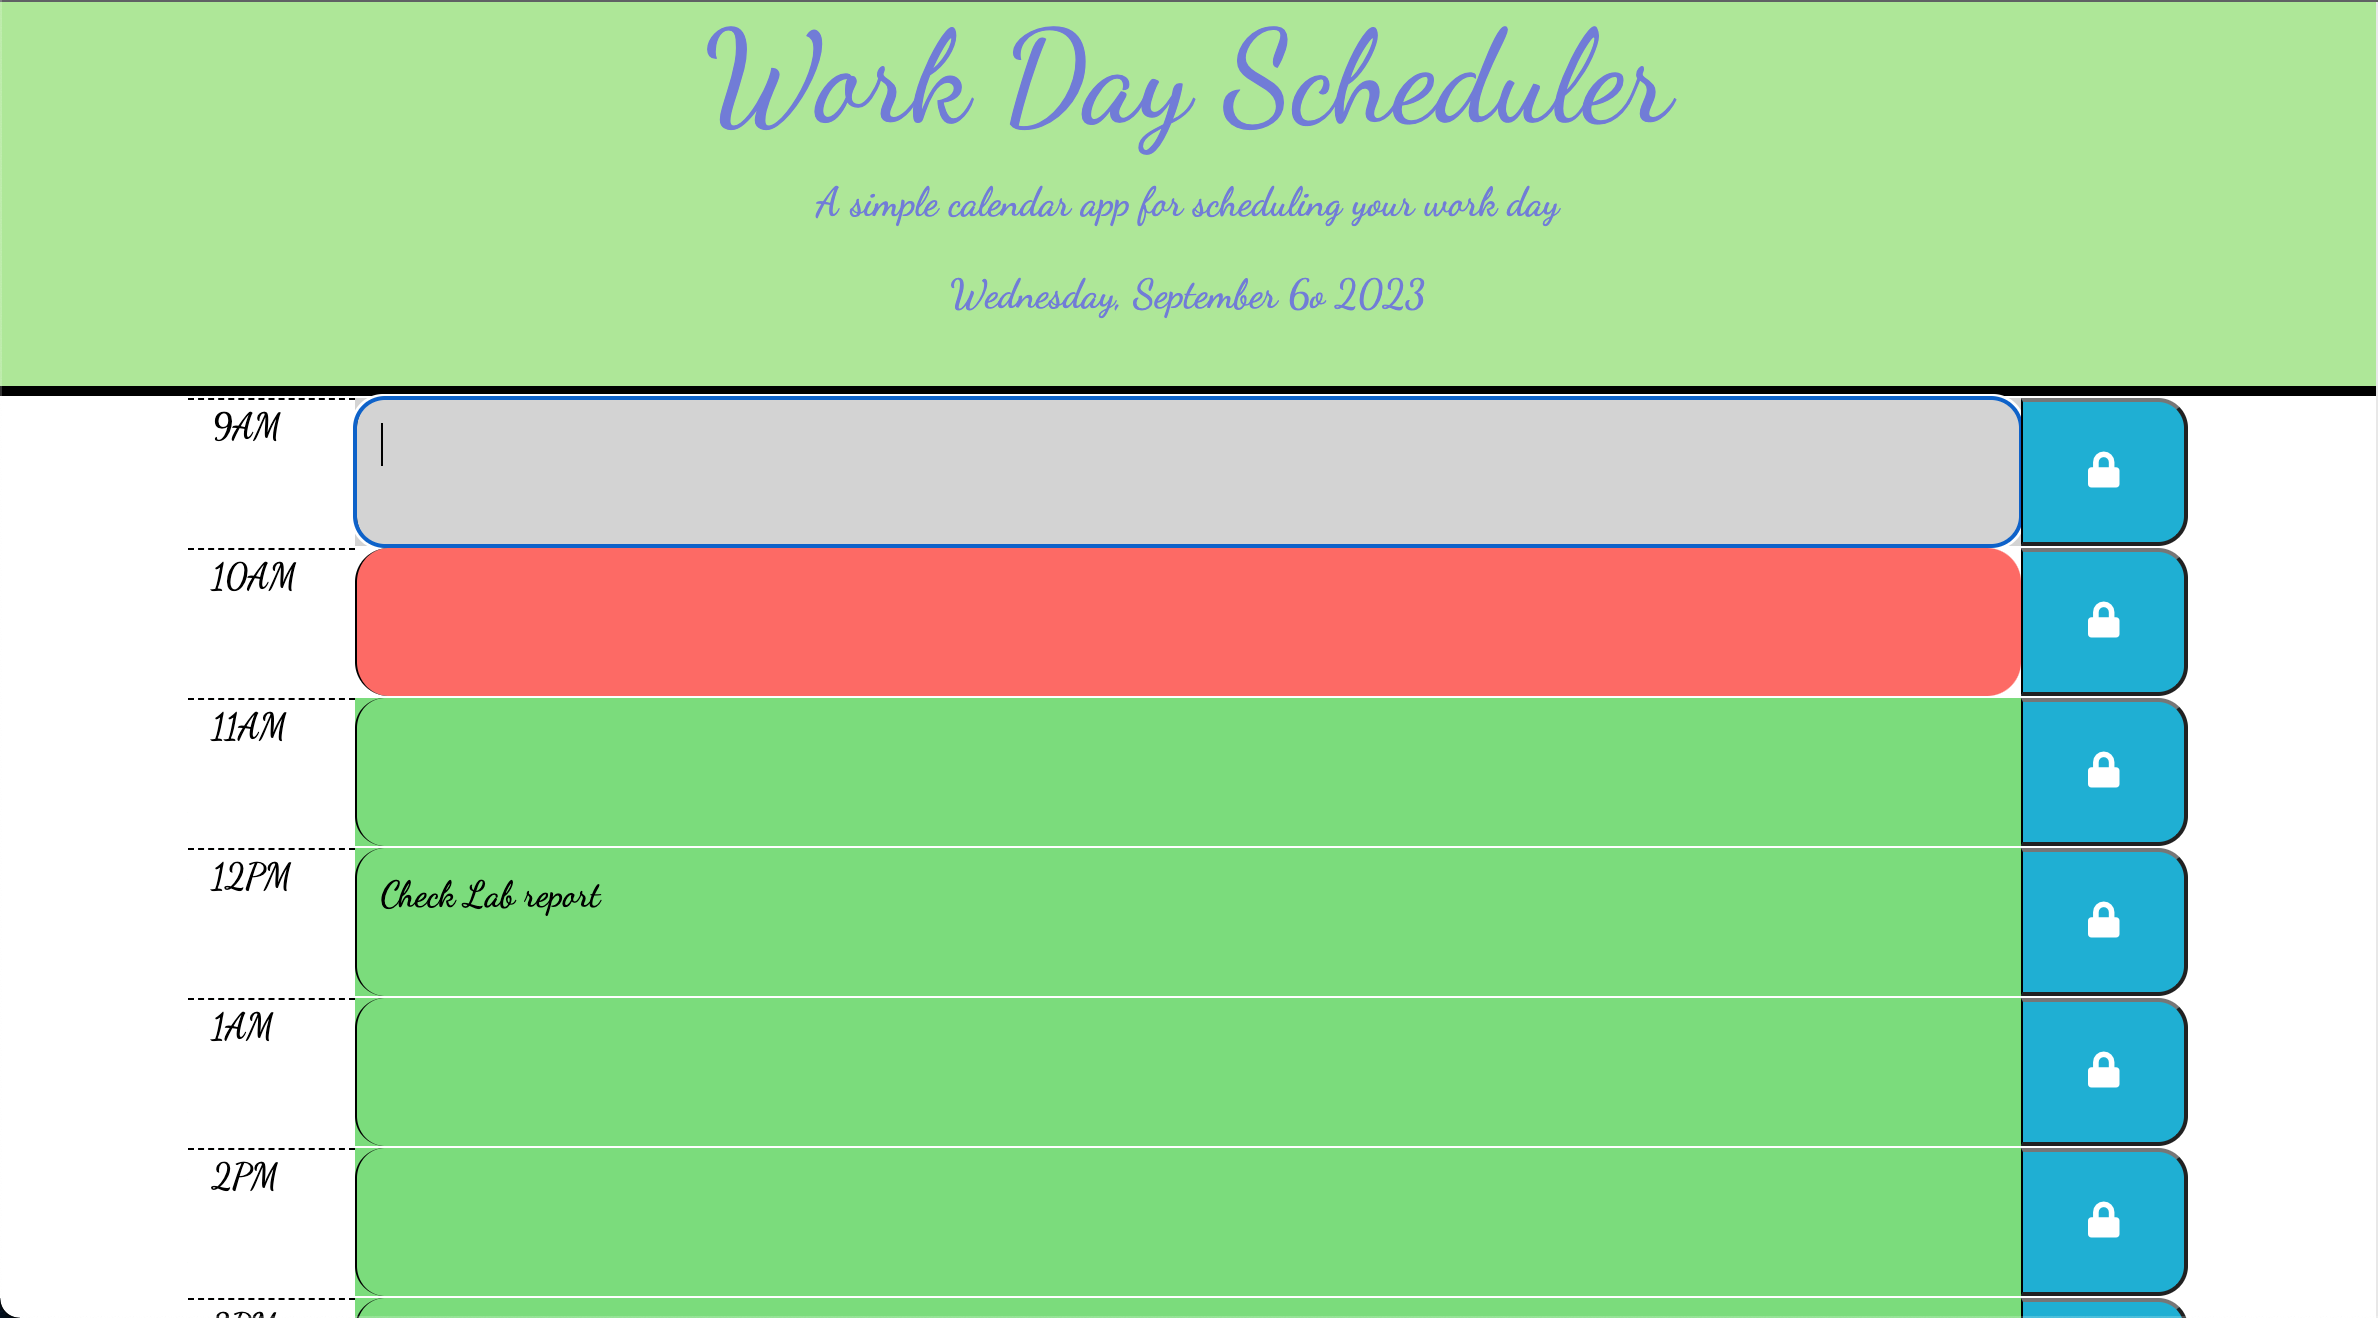 Work Day Scheduler
A simple calendar app for scheduling your work day
Wednesday, September 6o 2023
9AM
10AM
11AM
12PM
Check Lab report
1AM
2PM